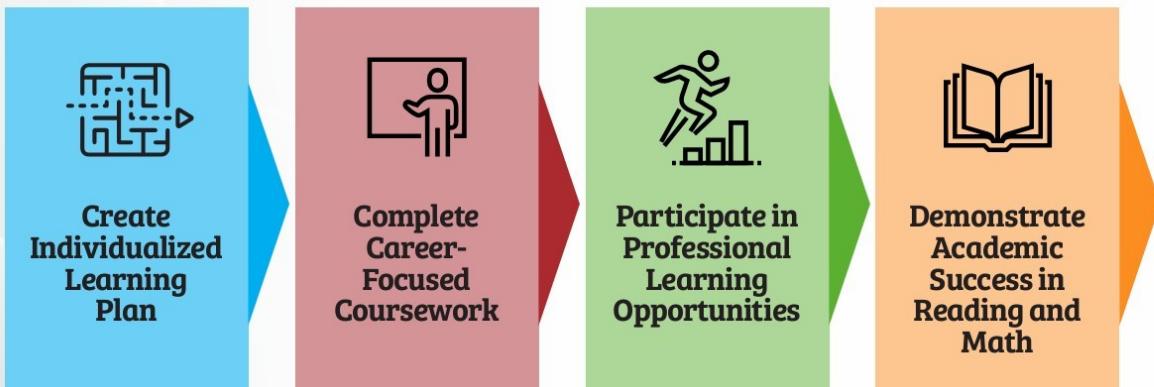 Create
Individualized
Learning
Plan
Complete
Career-
Focused
Coursework
Participate in
Professional
Learning
Opportunities
Demonstrate
Academic
Success in
Reading and
Math